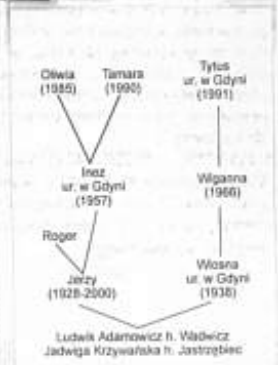 Oliwia
(1985)
Tamara
(1990)
Tytus
ur. w Gdyni
(1991)
Inez
ur. w Gdyni
(1957)
Wilganna
(1966)
Roger
Jerzy
(1928-2000)
Wiosna
ur. w Gdyni
(1938)
Ludwik Adamowicz h. Wadwicz
Jadwiga Krzywańska h. Jastrzębiec